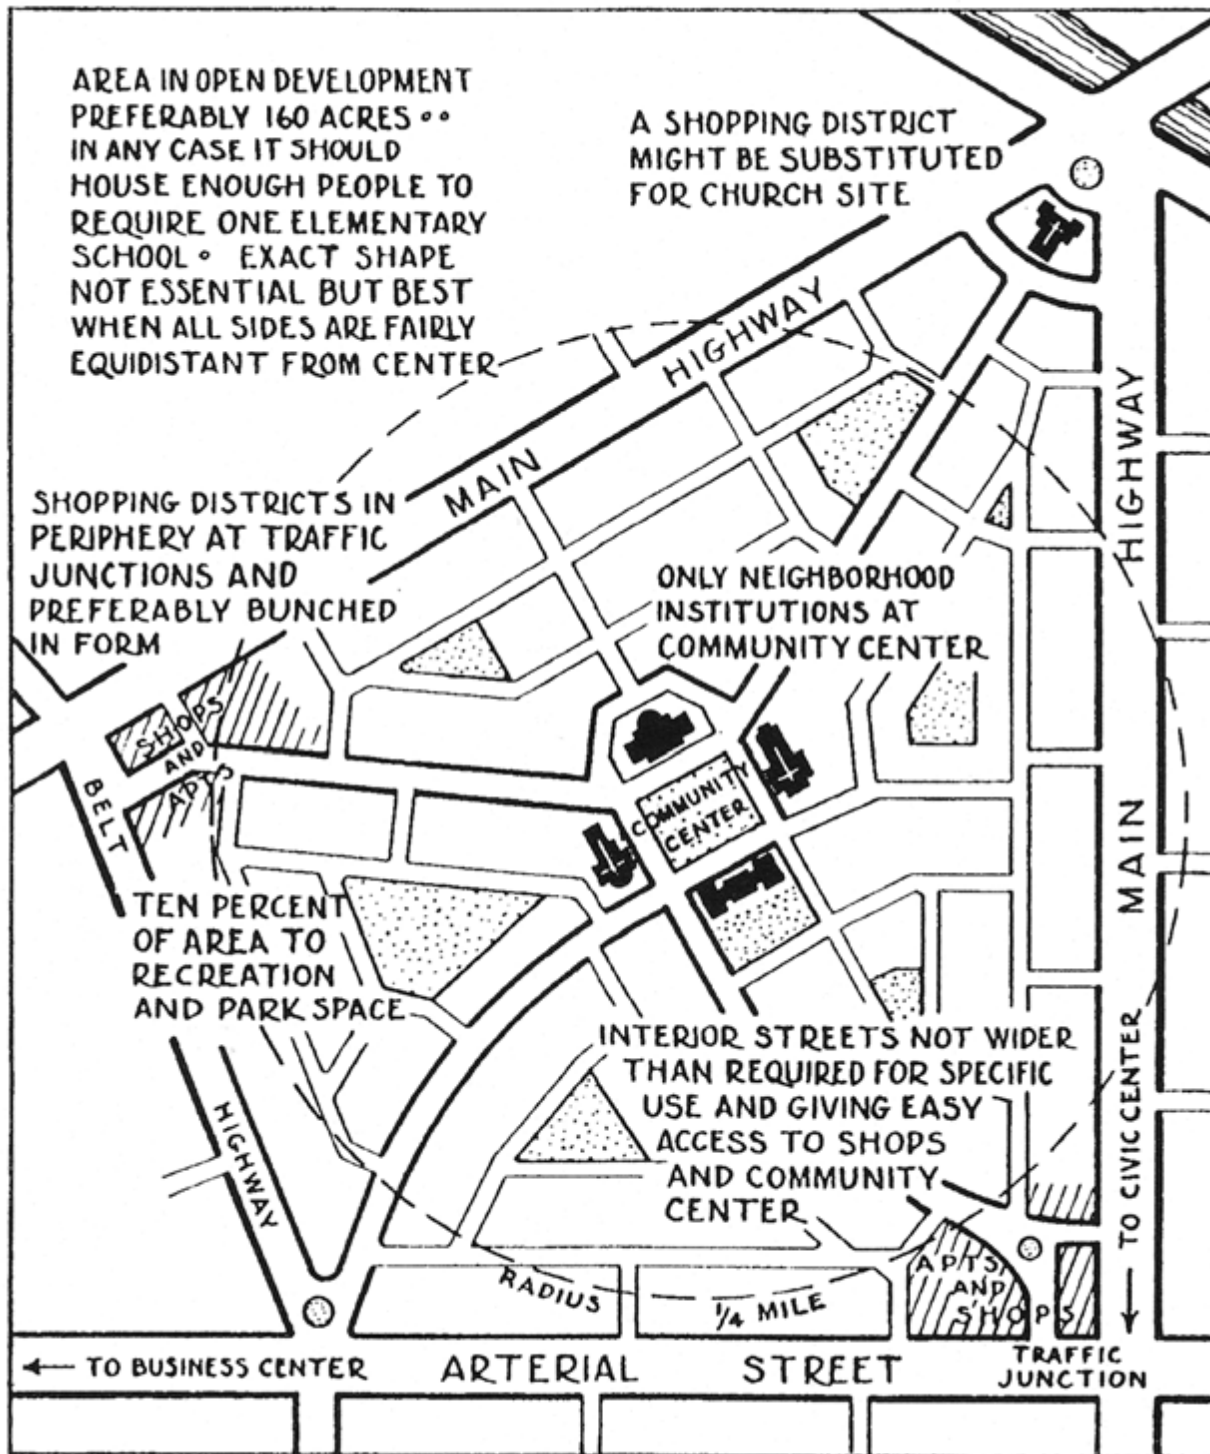 AREA IN OPEN DEVELOPMENT
PREFERABLY 160 ACRES ••
IN ANY CASE IT SHOULD
HOUSE ENOUGH PEOPLE TO
REQUIRE ONE ELEMENTARY
SCHOOL • EXACT SHAPE
NOT ESSENTIAL BUT BEST
WHEN ALL SIDES ARE FAIRLY
EQUIDISTANT FROM CENTER
A SHOPPING DISTRICT
MIGHT BE SUBSTITUTED
FOR CHURCH SITE
MAIN HIGHWAY
SHOPPING DISTRICTS IN
PERIPHERY AT TRAFFIC
JUNCTIONS AND
PREFERABLY BUNCHED
IN FORM
ONLY NEIGHBORHOOD
INSTITUTIONS AT
COMMUNITY CENTER
MAIN HIGHWAY
SHOPS
AND
APTS
COMMUNITY
CENTER
BELT HIGHWAY
TEN PERCENT
OF AREA TO
RECREATION
AND PARK SPACE
INTERIOR STREETS NOT WIDER
THAN REQUIRED FOR SPECIFIC
USE AND GIVING EASY
ACCESS TO SHOPS
AND COMMUNITY
CENTER
TO CIVIC CENTER
APTS
AND
SHOPS
RADIUS 1/4 MILE
TO BUSINESS CENTER
ARTERIAL STREET
TRAFFIC
JUNCTION